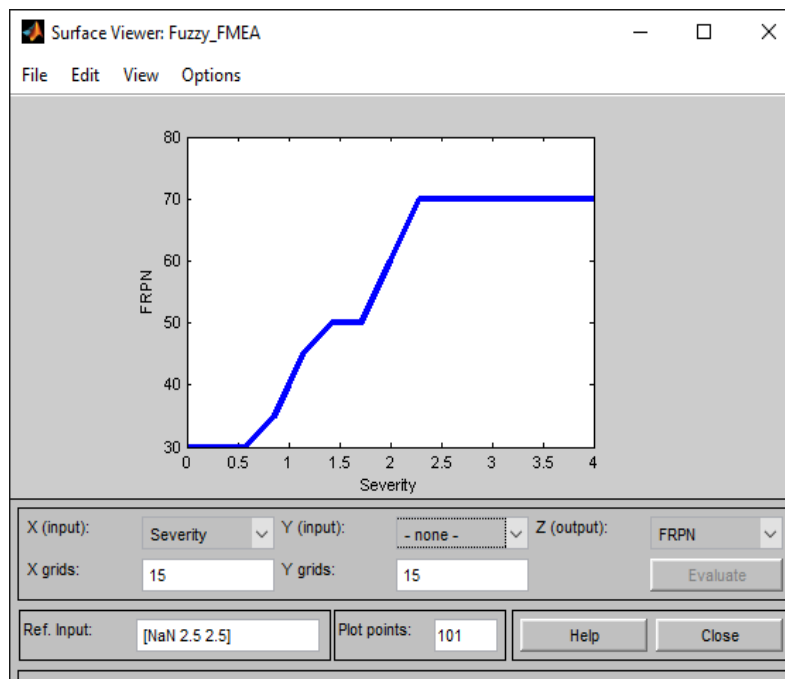 Surface Viewer: Fuzzy_FMEA
File Edit View Options
80
70
60
50
40
30
FRPN
0 0.5 1 1.5 2 2.5 3 3.5 4
Severity
X (input): Severity Y (input): - none - Z (output): FRPN
X grids: 15 Y grids: 15 Evaluate
Ref. Input: [NaN 2.5 2.5] Plot points: 101 Help Close